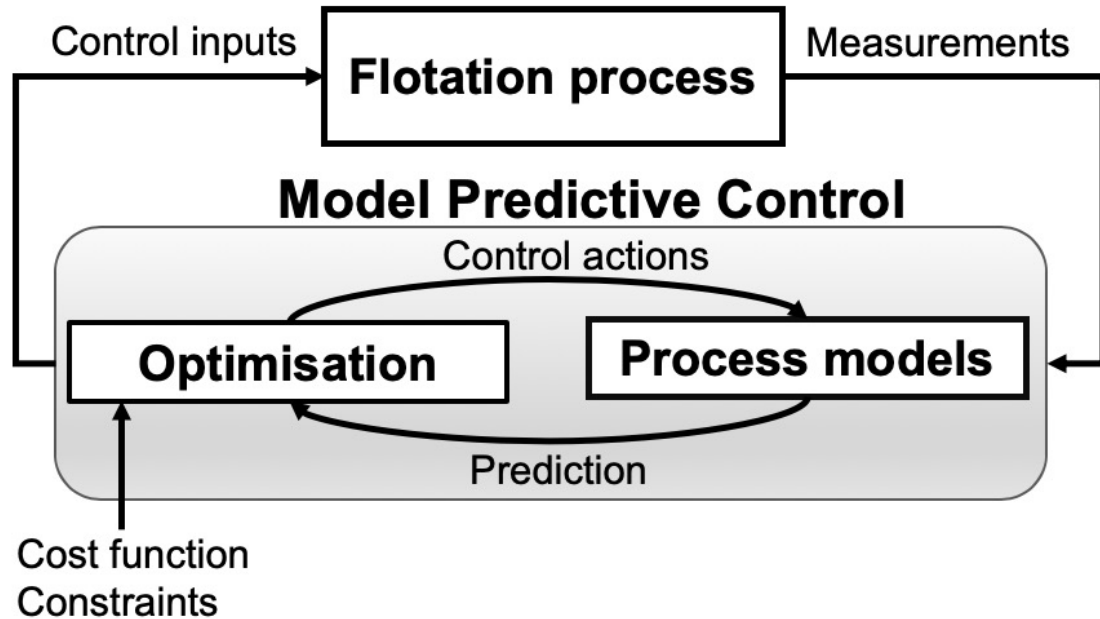 Control inputs
Flotation process
Measurements
Model Predictive Control
Control actions
Optimisation
Process models
Prediction
Cost function
Constraints